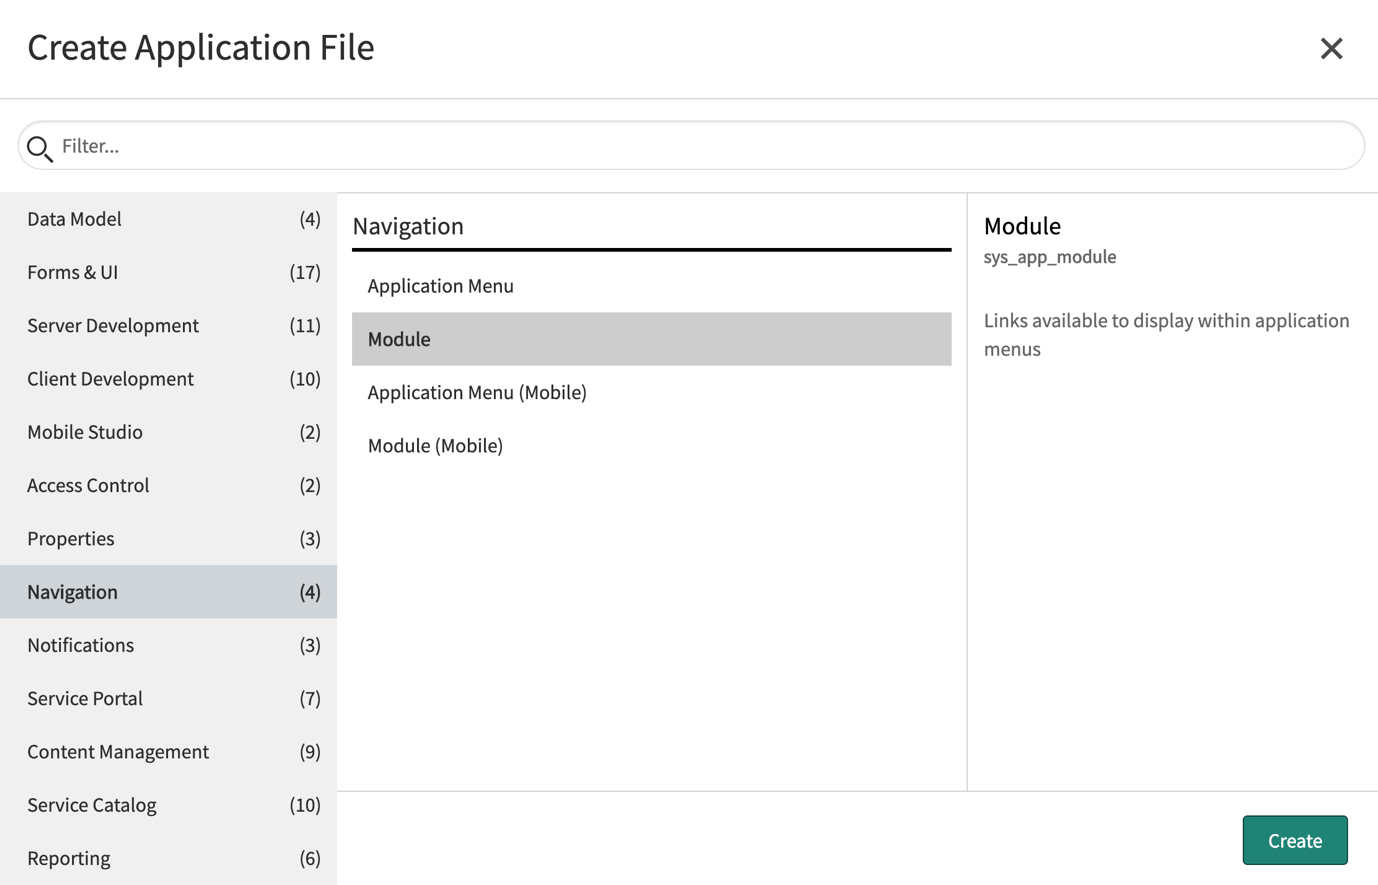 Create Application File
Filter...
Data Model (4)
Forms & UI (17)
Server Development (11)
Client Development (10)
Mobile Studio (2)
Access Control (2)
Properties (3)
Navigation (4)
Notifications (3)
Service Portal (7)
Content Management (9)
Service Catalog (10)
Reporting (6)
Navigation
Application Menu
Module
Application Menu (Mobile)
Module (Mobile)
Module
sys_app_module
Links available to display within application
menus
Create